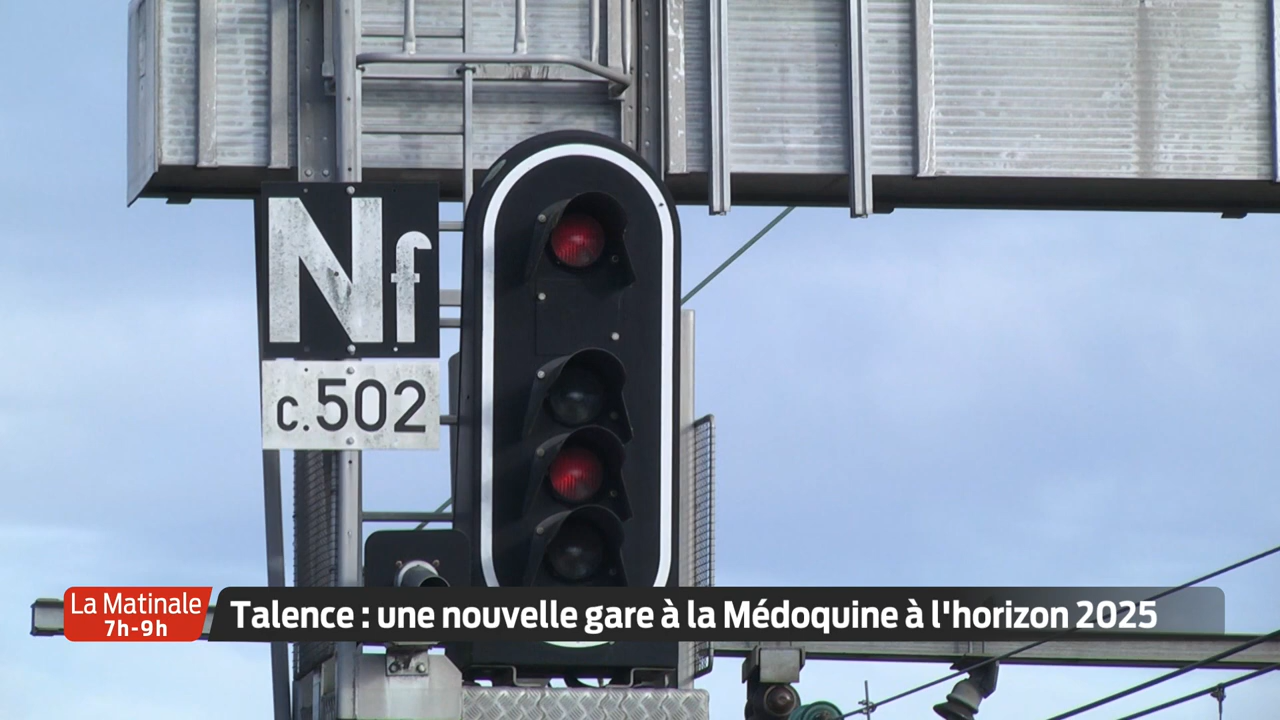 Nf
c.502
La Matinale
7h-9h
Talence : une nouvelle gare à la Médoquine à l'horizon 2025